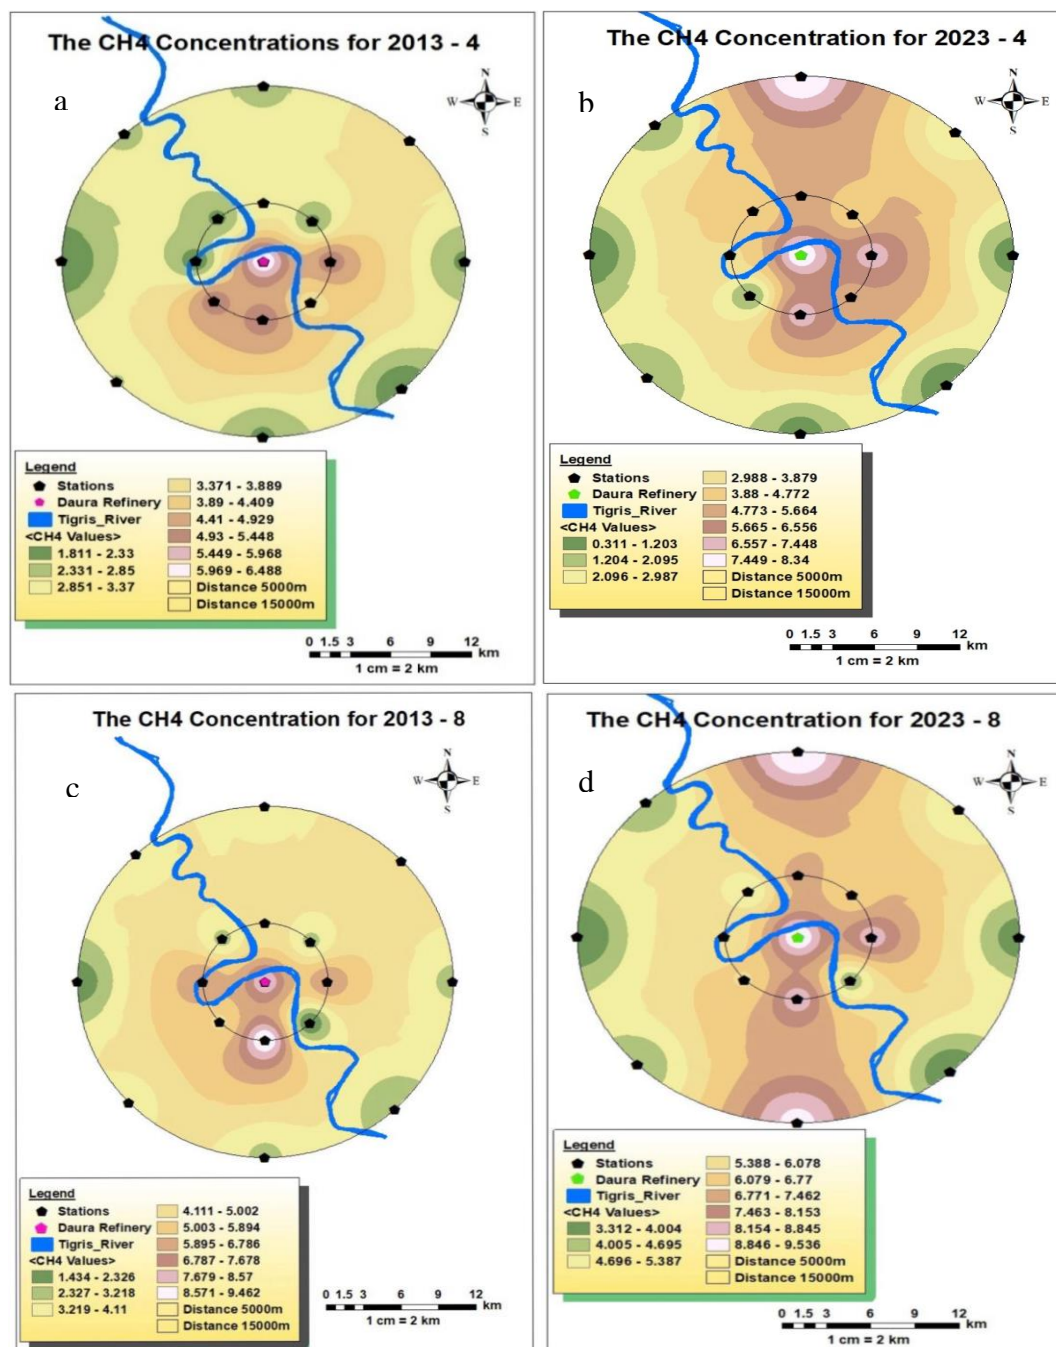 The CH4 Concentrations for 2013 - 4
a
N
W E
S
Legend
Stations
Daura Refinery
Tigris_River
<CH4 Values>
1.811 - 2.33
2.331 - 2.85
2.851 - 3.37
3.371 - 3.889
3.89 - 4.409
4.41 - 4.929
4.93 - 5.448
5.449 - 5.968
5.969 - 6.488
Distance 5000m
Distance 15000m
0 1.5 3 6 9 12
km
1 cm = 2 km
The CH4 Concentration for 2023 - 4
b
N
W E
S
Legend
Stations
Daura Refinery
Tigris_River
<CH4 Values>
0.311 - 1.203
1.204 - 2.095
2.096 - 2.987
2.988 - 3.879
3.88 - 4.772
4.773 - 5.664
5.665 - 6.556
6.557 - 7.448
7.449 - 8.34
Distance 5000m
Distance 15000m
0 1.5 3 6 9 12
km
1 cm = 2 km
The CH4 Concentration for 2013 - 8
c
N
W E
S
Legend
Stations
Daura Refinery
Tigris_River
<CH4 Values>
1.434 - 2.326
2.327 - 3.218
3.219 - 4.11
4.111 - 5.002
5.003 - 5.894
5.895 - 6.786
6.787 - 7.678
7.679 - 8.57
8.571 - 9.462
Distance 5000m
Distance 15000m
0 1.5 3 6 9 12
km
1 cm = 2 km
The CH4 Concentration for 2023 - 8
d
N
W E
S
Legend
Stations
Daura Refinery
Tigris_River
<CH4 Values>
3.312 - 4.004
4.005 - 4.695
4.696 - 5.387
5.388 - 6.078
6.079 - 6.77
6.771 - 7.462
7.463 - 8.153
8.154 - 8.845
8.846 - 9.536
Distance 5000m
Distance 15000m
0 1.5 3 6 9 12
km
1 cm = 2 km